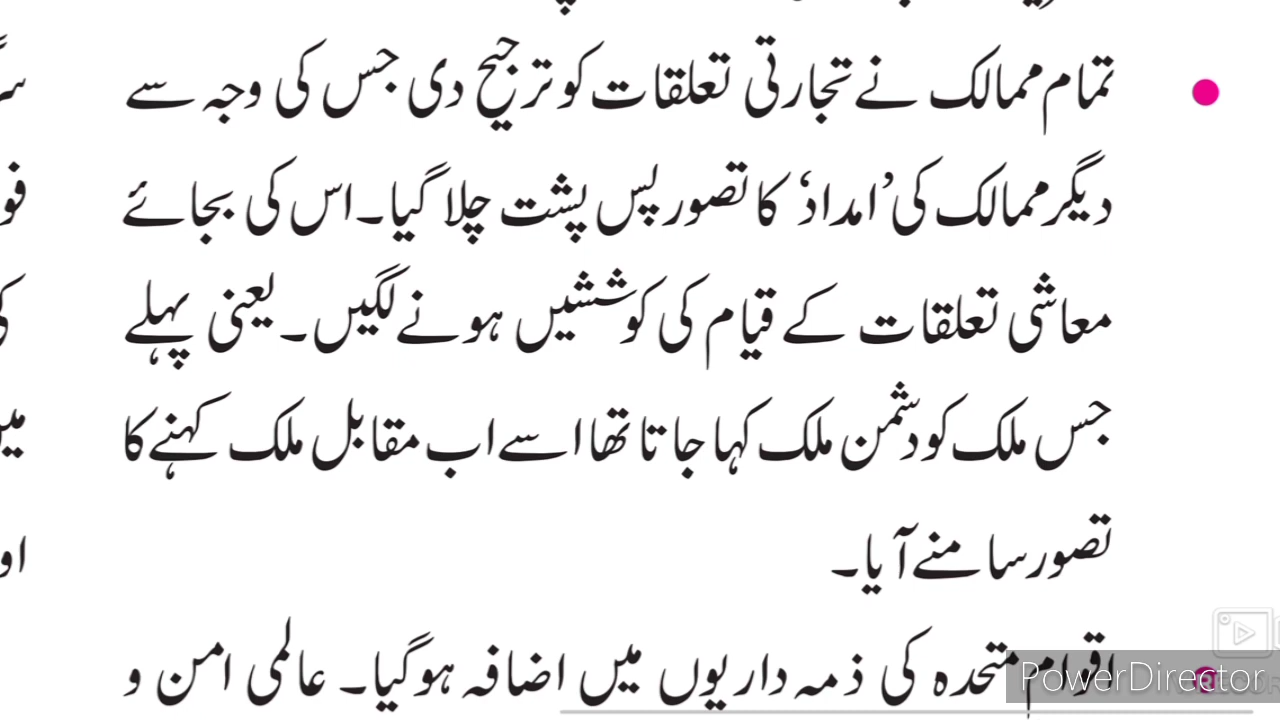 تمام ممالک نے تجارتی تعلقات کو ترجیح دی جس کی وجہ سے
دیگر ممالک کی ’امداد‘ کا تصور پس پشت چلا گیا۔ اس کی بجائے
معاشی تعلقات کے قیام کی کوششیں ہونے لگیں۔ یعنی پہلے
جس ملک کو دشمن ملک کہا جاتا تھا اسے اب مقابل ملک کہنے کا
تصور سامنے آیا۔
اقوام متحدہ کی ذمہ داریوں میں اضافہ ہوگیا۔ عالمی امن و
PowerDirector